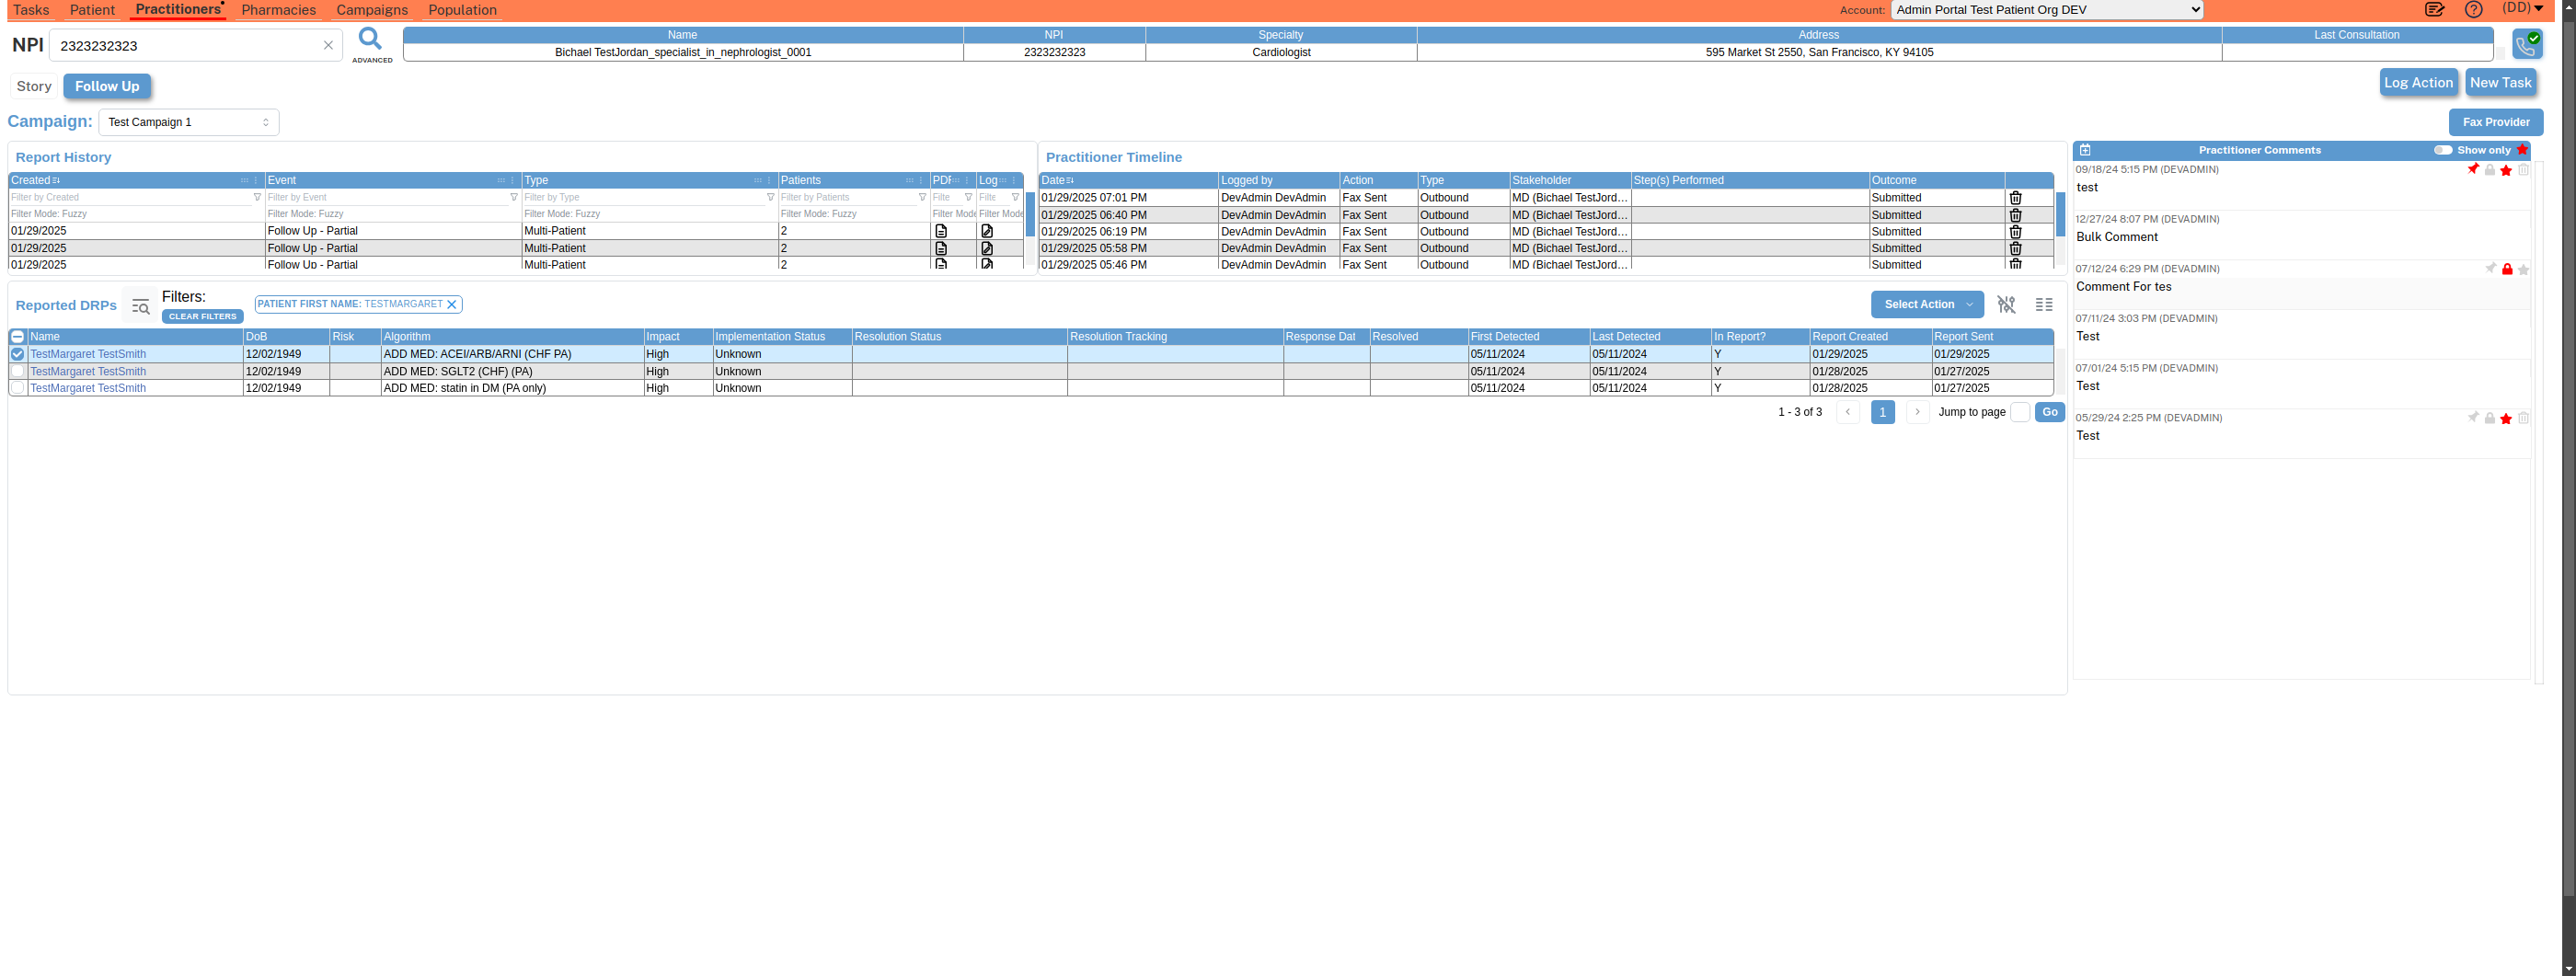 Tasks Patient Practitioners Pharmacies Campaigns Population Account: Admin Portal Test Patient Org DEV (DD)
NPI 2323232323 ADVANCED
Name NPI Specialty Address Last Consultation
Bichael TestJordan_specialist_in_nephrologist_0001 2323232323 Cardiologist 595 Market St 2550, San Francisco, KY 94105
Story Follow Up Log Action New Task
Campaign: Test Campaign 1 Fax Provider
Report History
Created Event Type Patients PDF Log
Filter by Created Filter by Event Filter by Type Filter by Patients Filte Filte
Filter Mode: Fuzzy Filter Mode: Fuzzy Filter Mode: Fuzzy Filter Mode: Fuzzy Filter Mode Filter Mode
01/29/2025 Follow Up - Partial Multi-Patient 2
01/29/2025 Follow Up - Partial Multi-Patient 2
01/29/2025 Follow Up - Partial Multi-Patient 2
Practitioner Timeline
Date Logged by Action Type Stakeholder Step(s) Performed Outcome
01/29/2025 07:01 PM DevAdmin DevAdmin Fax Sent Outbound MD (Bichael TestJord... Submitted
01/29/2025 06:40 PM DevAdmin DevAdmin Fax Sent Outbound MD (Bichael TestJord... Submitted
01/29/2025 06:19 PM DevAdmin DevAdmin Fax Sent Outbound MD (Bichael TestJord... Submitted
01/29/2025 05:58 PM DevAdmin DevAdmin Fax Sent Outbound MD (Bichael TestJord... Submitted
01/29/2025 05:46 PM DevAdmin DevAdmin Fax Sent Outbound MD (Bichael TestJord... Submitted
Practitioner Comments Show only
09/18/24 5:15 PM (DEVADMIN)
test
12/27/24 8:07 PM (DEVADMIN)
Bulk Comment
07/12/24 6:29 PM (DEVADMIN)
Comment For tes
07/11/24 3:03 PM (DEVADMIN)
Test
07/01/24 5:15 PM (DEVADMIN)
Test
05/29/24 2:25 PM (DEVADMIN)
Test
Reported DRPs Filters: CLEAR FILTERS PATIENT FIRST NAME: TESTMARGARET Select Action
Name DoB Risk Algorithm Impact Implementation Status Resolution Status Resolution Tracking Response Dat Resolved First Detected Last Detected In Report? Report Created Report Sent
TestMargaret TestSmith 12/02/1949 ADD MED: ACEI/ARB/ARNI (CHF PA) High Unknown 05/11/2024 05/11/2024 Y 01/29/2025 01/29/2025
TestMargaret TestSmith 12/02/1949 ADD MED: SGLT2 (CHF) (PA) High Unknown 05/11/2024 05/11/2024 Y 01/28/2025 01/27/2025
TestMargaret TestSmith 12/02/1949 ADD MED: statin in DM (PA only) High Unknown 05/11/2024 05/11/2024 Y 01/28/2025 01/27/2025
1 - 3 of 3 1 Jump to page Go